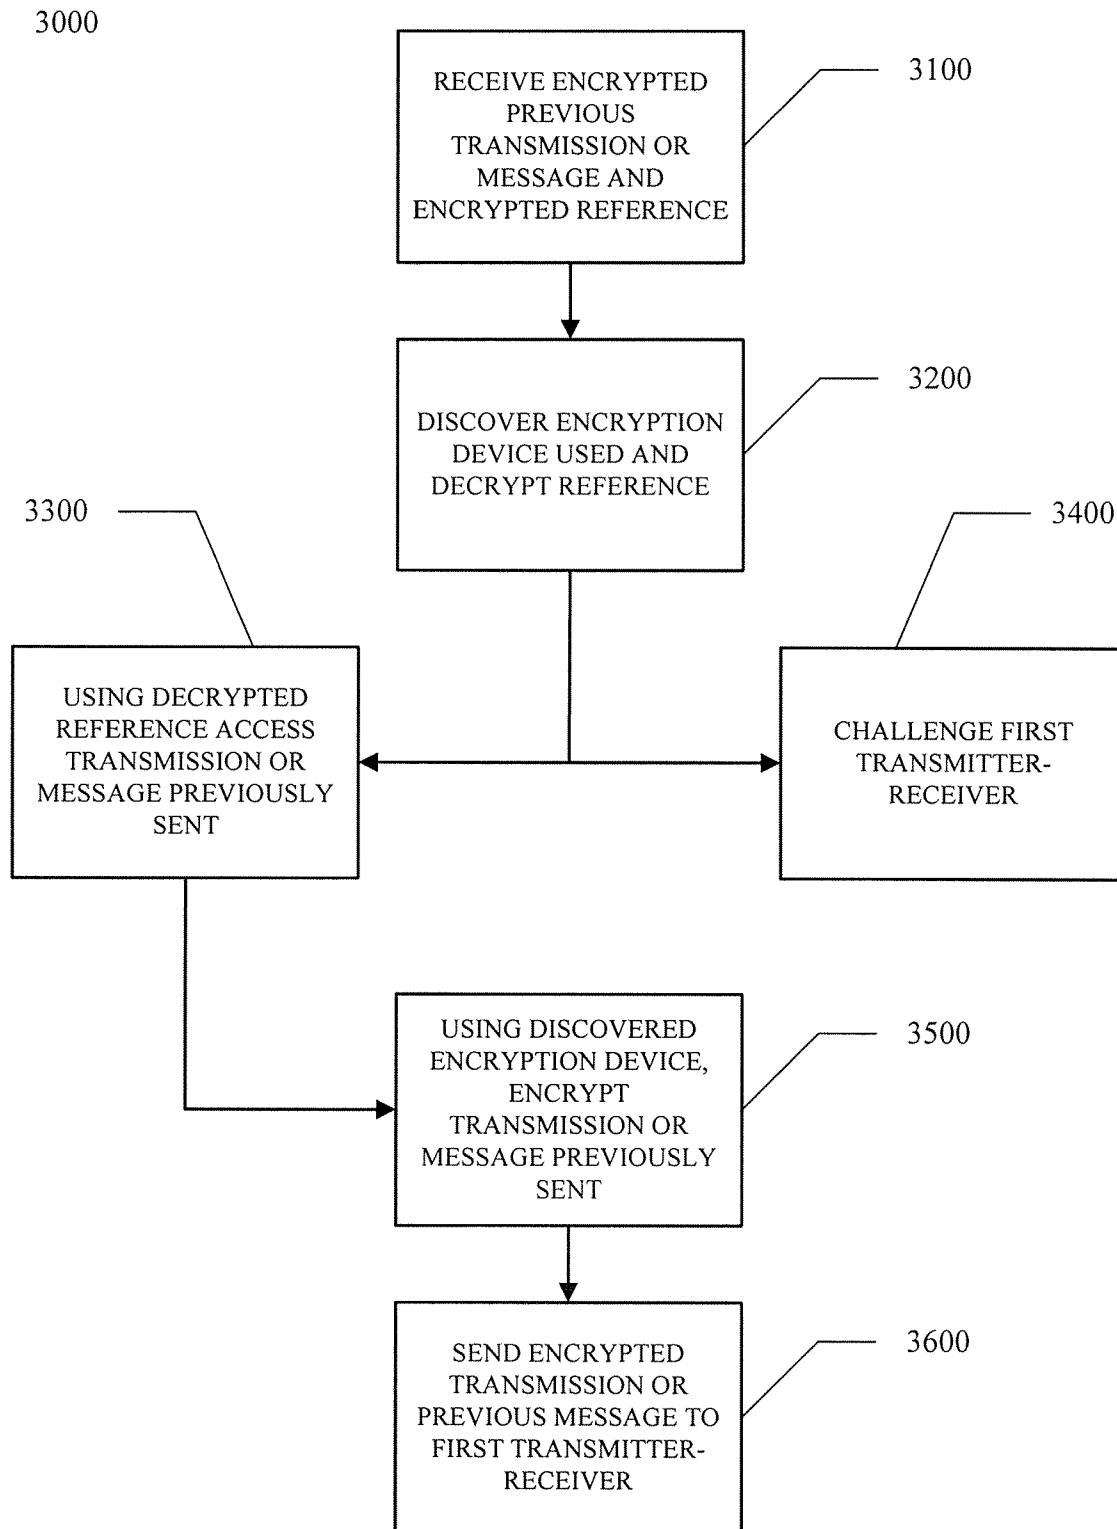 3000
RECEIVE ENCRYPTED
PREVIOUS
TRANSMISSION OR
MESSAGE AND
ENCRYPTED REFERENCE
3100
DISCOVER ENCRYPTION
DEVICE USED AND
DECRYPT REFERENCE
3200
3300
USING DECRYPTED
REFERENCE ACCESS
TRANSMISSION OR
MESSAGE PREVIOUSLY
SENT
3400
CHALLENGE FIRST
TRANSMITTER-
RECEIVER
USING DISCOVERED
ENCRYPTION DEVICE,
ENCRYPT
TRANSMISSION OR
MESSAGE PREVIOUSLY
SENT
3500
SEND ENCRYPTED
TRANSMISSION OR
PREVIOUS MESSAGE TO
FIRST TRANSMITTER-
RECEIVER
3600